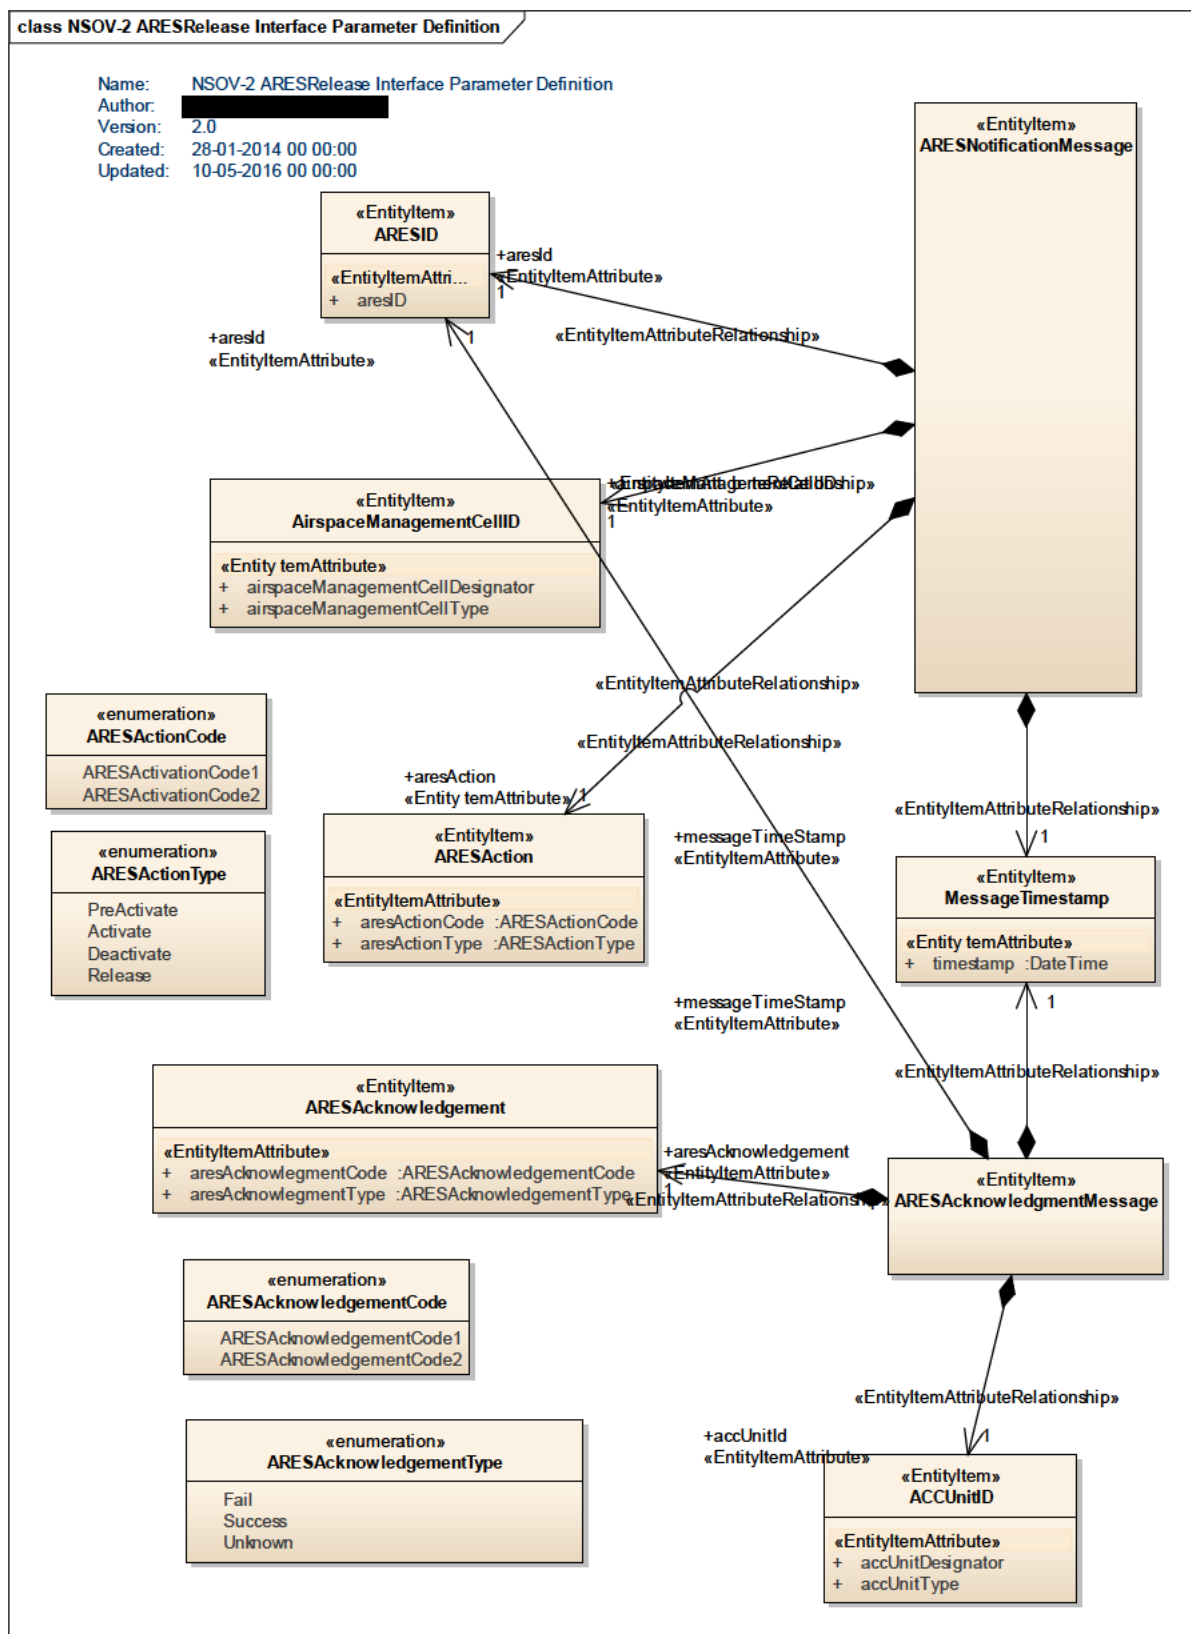 class NSOV-2 ARESRelease Interface Parameter Definition
Name: NSOV-2 ARESRelease Interface Parameter Definition
Author:
Version: 2.0
Created: 28-01-2014 00 00:00
Updated: 10-05-2016 00 00:00
«EntityItem»
ARESNotificationMessage
«EntityItem»
ARESID
«EntityItemAttri...
+ aresID
+aresId
«EntityItemAttribute»
1
+aresId
«EntityItemAttribute»
1
«EntityItemAttributeRelationship»
«EntityItem»
AirspaceManagementCellID
«Entity temAttribute»
+ airspaceManagementCellDesignator
+ airspaceManagementCellType
«EntityItemAttribute»
1
«EntityItemAttributeRelationship»
«EntityItemAttributeRelationship»
«enumeration»
ARESActionCode
ARESActivationCode1
ARESActivationCode2
«enumeration»
ARESActionType
PreActivate
Activate
Deactivate
Release
+aresAction
«Entity temAttribute»
1
«EntityItem»
ARESAction
«EntityItemAttribute»
+ aresActionCode :ARESActionCode
+ aresActionType :ARESActionType
«EntityItemAttributeRelationship»
+messageTimeStamp
«EntityItemAttribute»
1
«EntityItem»
MessageTimestamp
«Entity temAttribute»
+ timestamp :DateTime
+messageTimeStamp
«EntityItemAttribute»
1
«EntityItemAttributeRelationship»
«EntityItem»
ARESAcknowledgement
«EntityItemAttribute»
+ aresAcknowlegmentCode :ARESAcknowledgementCode
+ aresAcknowlegmentType :ARESAcknowledgementType
+aresAcknowledgement
«EntityItemAttribute»
1
«EntityItemAttributeRelationship»
«EntityItem»
ARESAcknowledgmentMessage
«enumeration»
ARESAcknowledgementCode
ARESAcknowledgementCode1
ARESAcknowledgementCode2
«EntityItemAttributeRelationship»
+accUnitId
«EntityItemAttribute»
1
«enumeration»
ARESAcknowledgementType
Fail
Success
Unknown
«EntityItem»
ACCUnitID
«EntityItemAttribute»
+ accUnitDesignator
+ accUnitType